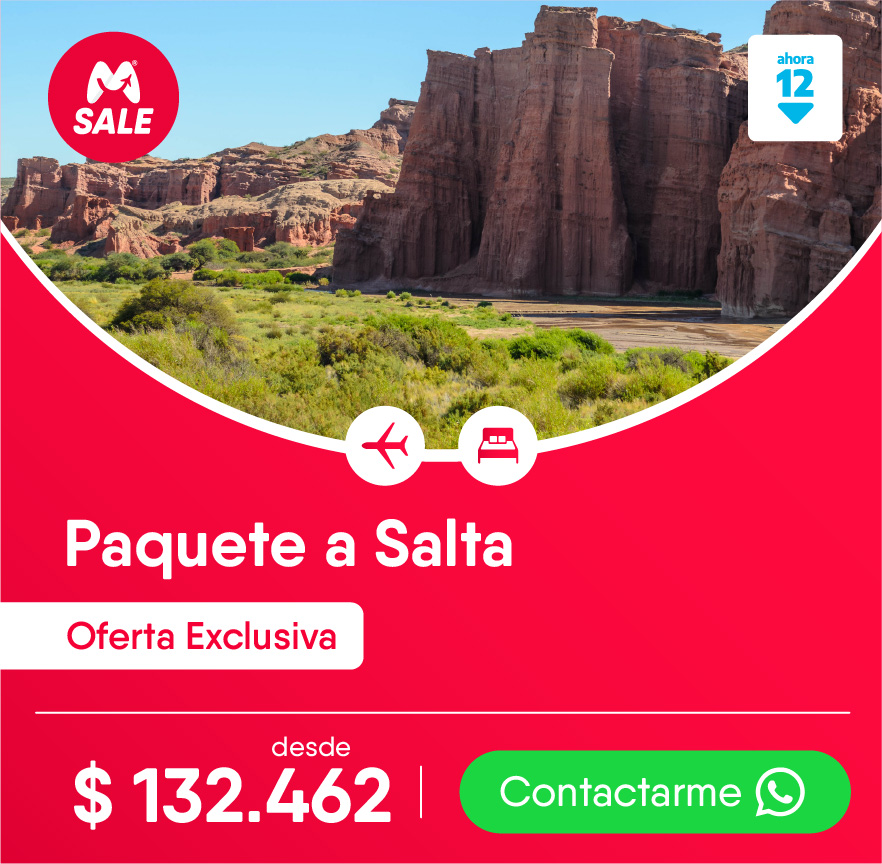 SALE
ahora
12
Paquete a Salta
Oferta Exclusiva
desde
$ 132.462
Contactarme